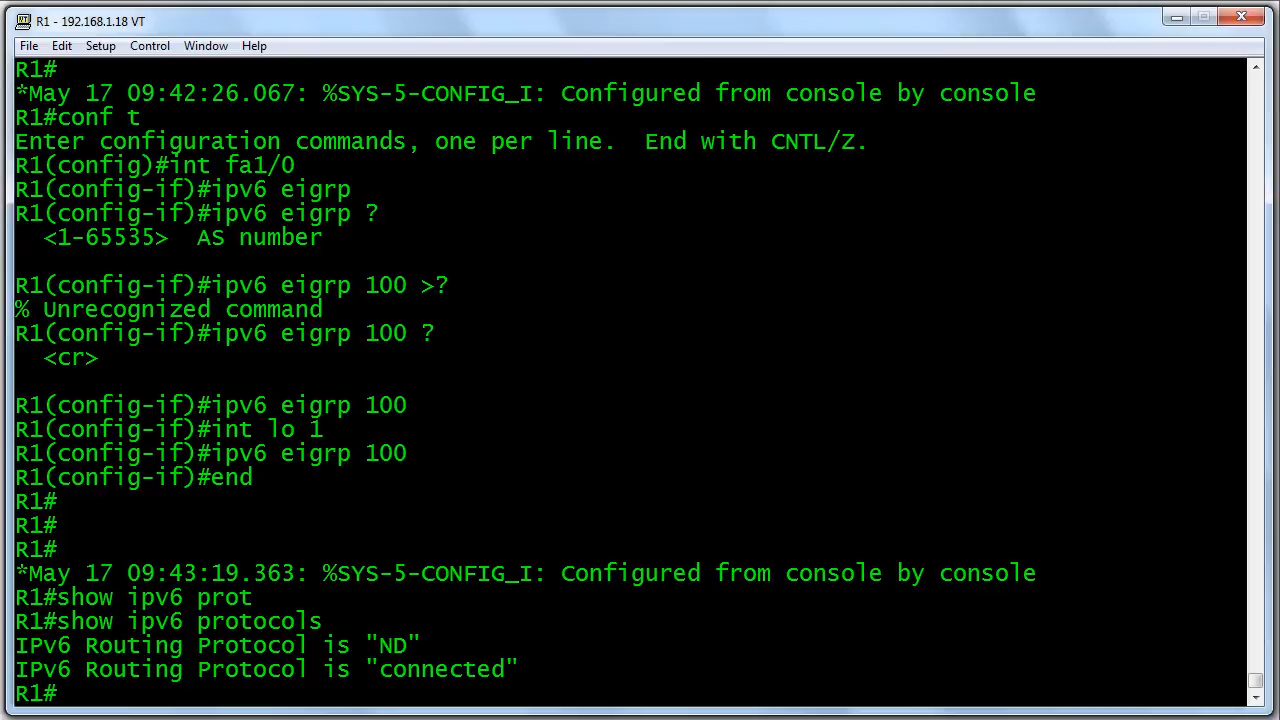 R1 - 192.168.1.18 VT
File Edit Setup Control Window Help
R1#
*May 17 09:42:26.067: %SYS-5-CONFIG_I: Configured from console by console
R1#conf t
Enter configuration commands, one per line.  End with CNTL/Z.
R1(config)#int fa1/0
R1(config-if)#ipv6 eigrp
R1(config-if)#ipv6 eigrp ?
  <1-65535>  AS number
R1(config-if)#ipv6 eigrp 100 >?
% Unrecognized command
R1(config-if)#ipv6 eigrp 100 ?
  <cr>
R1(config-if)#ipv6 eigrp 100
R1(config-if)#int lo 1
R1(config-if)#ipv6 eigrp 100
R1(config-if)#end
R1#
R1#
R1#
*May 17 09:43:19.363: %SYS-5-CONFIG_I: Configured from console by console
R1#show ipv6 prot
R1#show ipv6 protocols
IPv6 Routing Protocol is "ND"
IPv6 Routing Protocol is "connected"
R1#